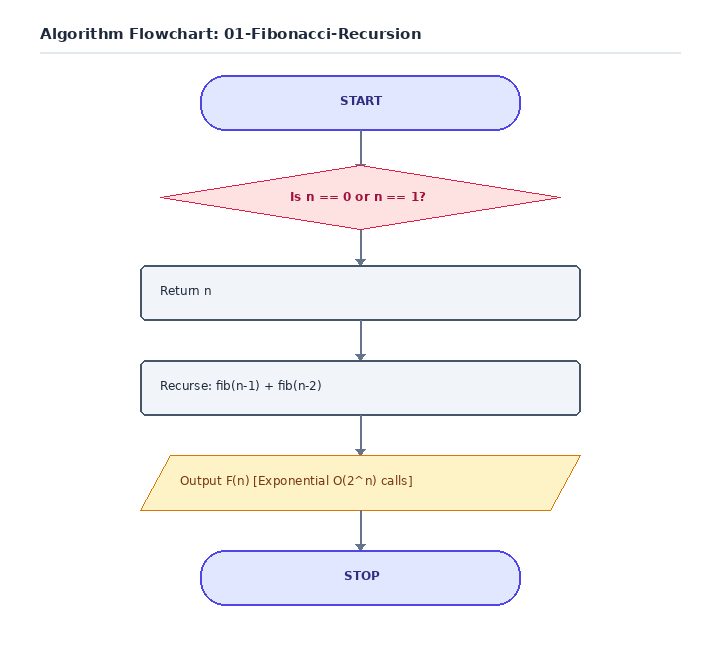 Algorithm Flowchart: 01-Fibonacci-Recursion
START
Is n == 0 or n == 1?
Return n
Recurse: fib(n-1) + fib(n-2)
Output F(n) [Exponential O(2^n) calls]
STOP